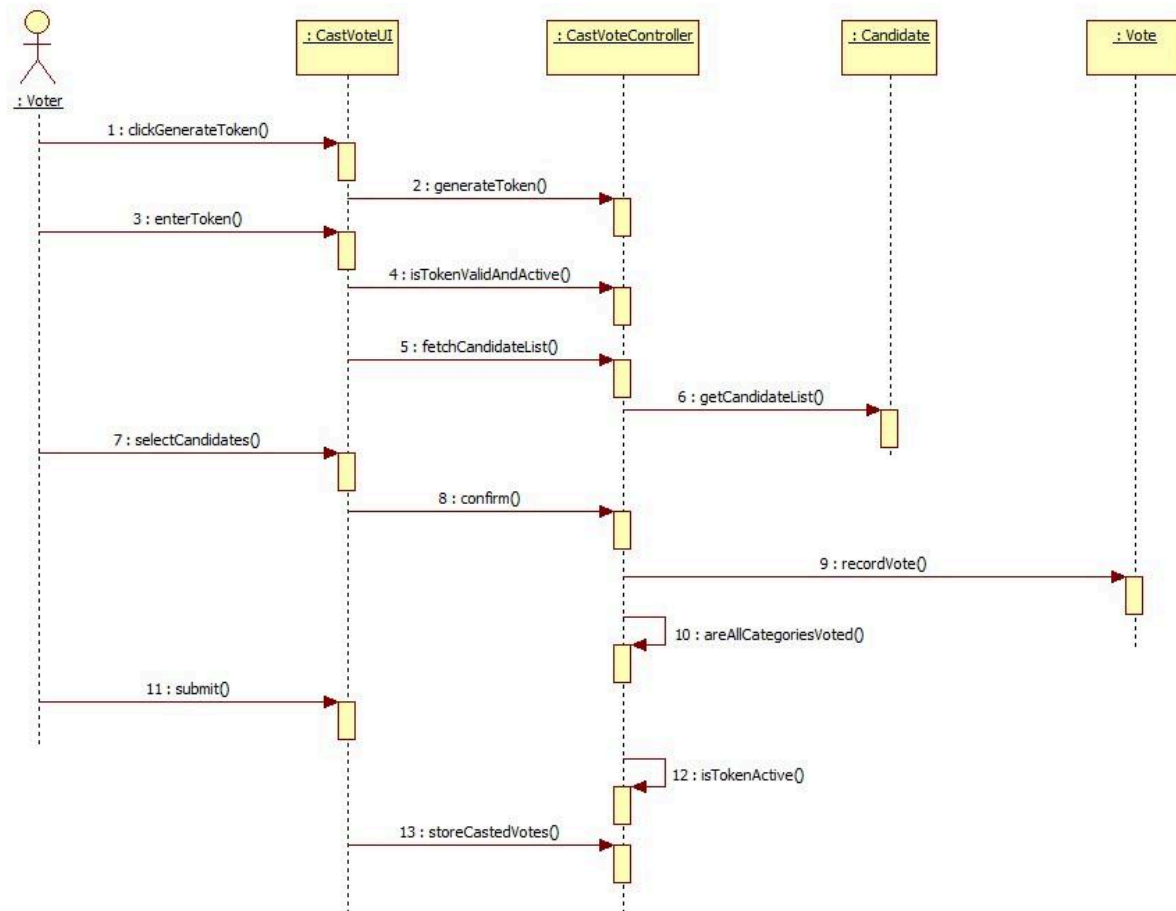 : CastVoteUI
: CastVoteController
: Candidate
: Vote
: Voter
1 : clickGenerateToken()
2 : generateToken()
3 : enterToken()
4 : isTokenValidAndActive()
5 : fetchCandidateList()
6 : getCandidateList()
7 : selectCandidates()
8 : confirm()
9 : recordVote()
10 : areAllCategoriesVoted()
11 : submit()
12 : isTokenActive()
13 : storeCastedVotes()